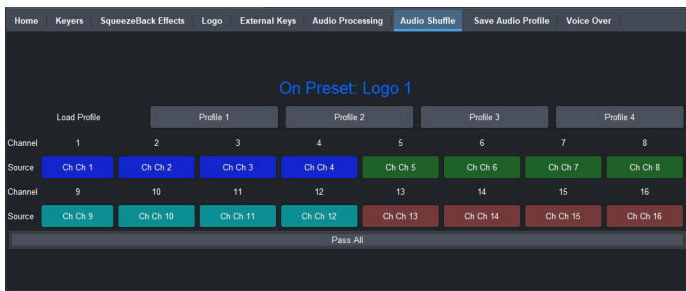 Home Keyers SqueezeBack Effects Logo External Keys Audio Processing Audio Shuffle Save Audio Profile Voice Over
On Preset: Logo 1
Load Profile Profile 1 Profile 2 Profile 3 Profile 4
Channel 1 2 3 4 5 6 7 8
Source Ch Ch 1 Ch Ch 2 Ch Ch 3 Ch Ch 4 Ch Ch 5 Ch Ch 6 Ch Ch 7 Ch Ch 8
Channel 9 10 11 12 13 14 15 16
Source Ch Ch 9 Ch Ch 10 Ch Ch 11 Ch Ch 12 Ch Ch 13 Ch Ch 14 Ch Ch 15 Ch Ch 16
Pass All